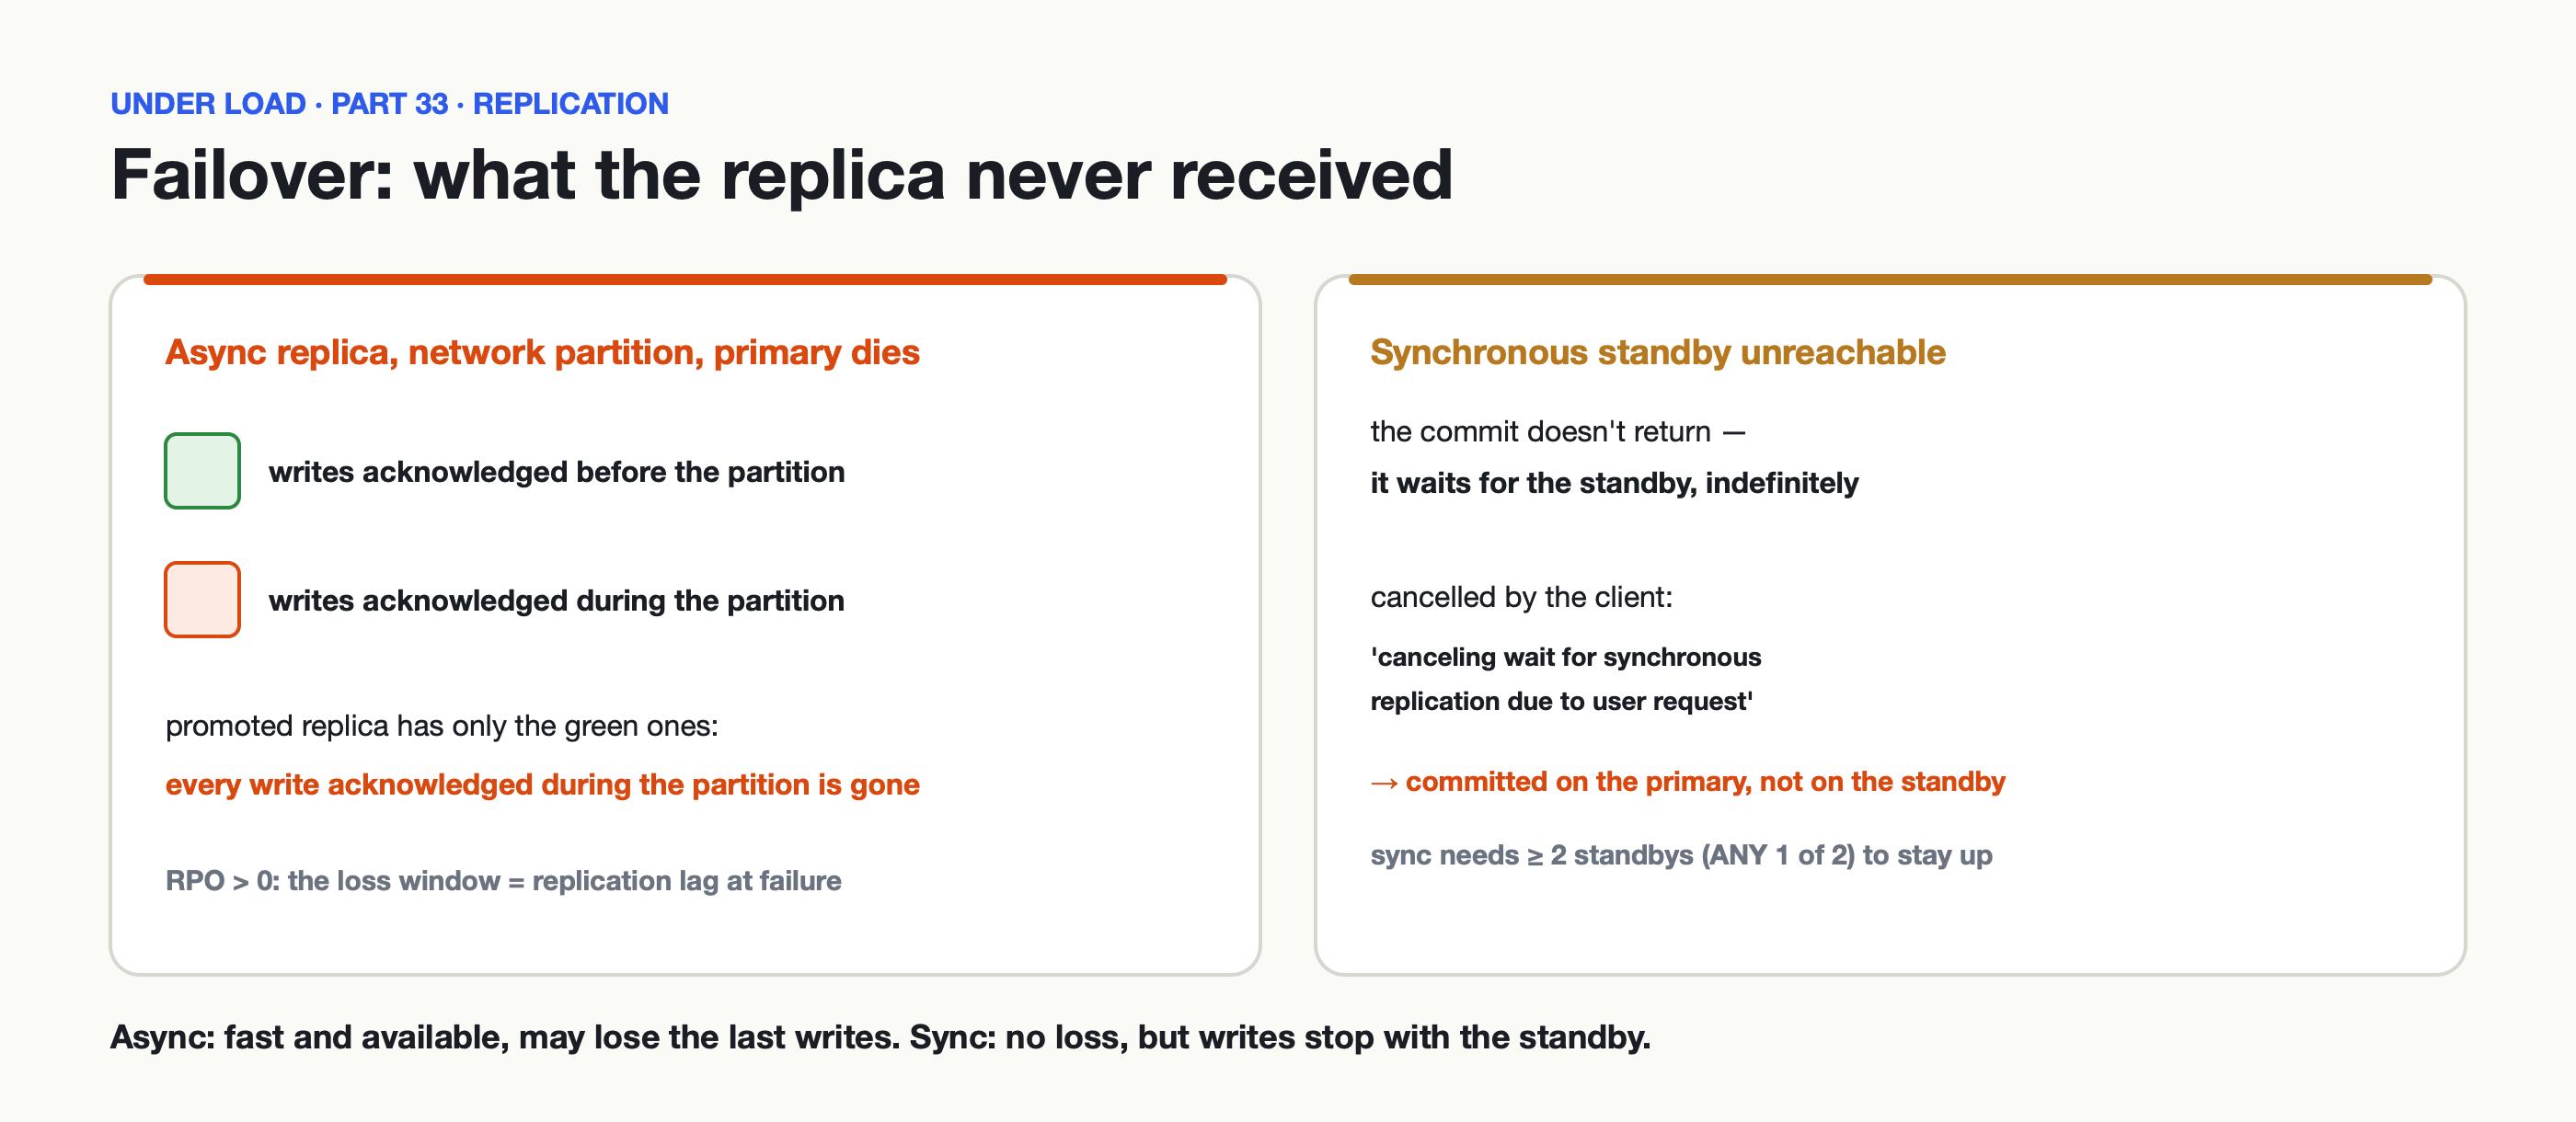 UNDER LOAD · PART 33 · REPLICATION
Failover: what the replica never received
Async replica, network partition, primary dies
writes acknowledged before the partition
writes acknowledged during the partition
promoted replica has only the green ones:
every write acknowledged during the partition is gone
RPO > 0: the loss window = replication lag at failure
Synchronous standby unreachable
the commit doesn't return —
it waits for the standby, indefinitely
cancelled by the client:
'canceling wait for synchronous
replication due to user request'
→ committed on the primary, not on the standby
sync needs ≥ 2 standbys (ANY 1 of 2) to stay up
Async: fast and available, may lose the last writes. Sync: no loss, but writes stop with the standby.